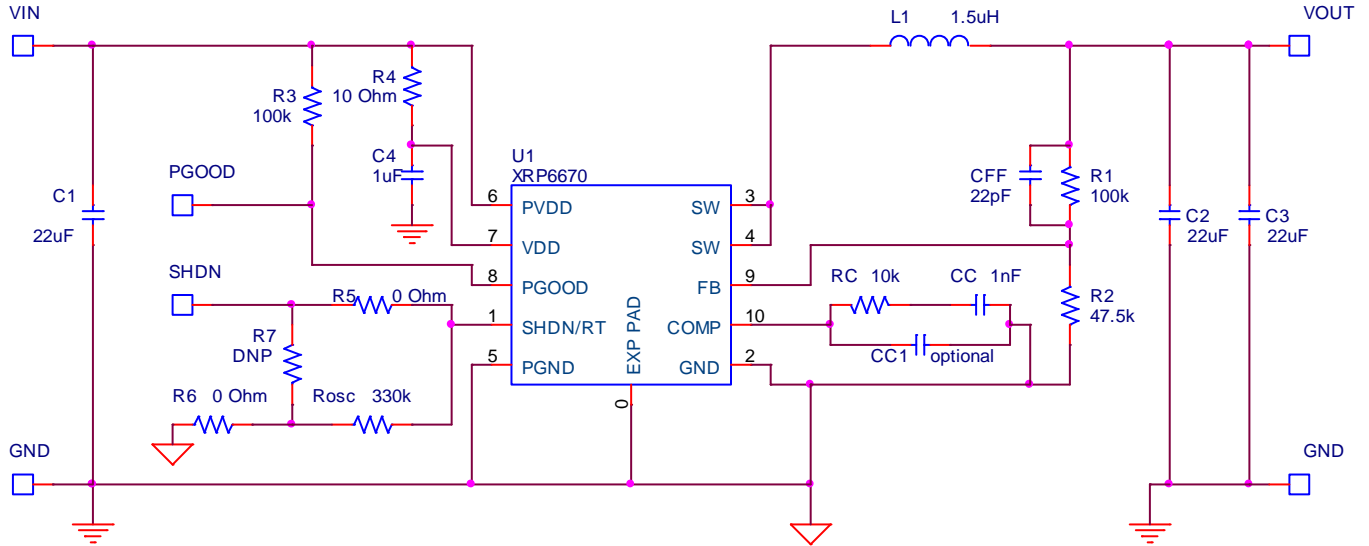 VIN
L1 1.5uH
VOUT
R3
100k
R4
10 Ohm
C4
1uF
U1
XRP6670
PGOOD
C1
22uF
SHDN
6 PVDD
7 VDD
8 PGOOD
1 SHDN/RT
5 PGND
EXP PAD
0
SW 3
SW 4
FB 9
COMP 10
GND 2
CFF
22pF
R1
100k
C2
22uF
C3
22uF
RC 10k
CC 1nF
CC1 optional
R2
47.5k
R5 0 Ohm
R7
DNP
R6 0 Ohm
Rosc 330k
GND
GND